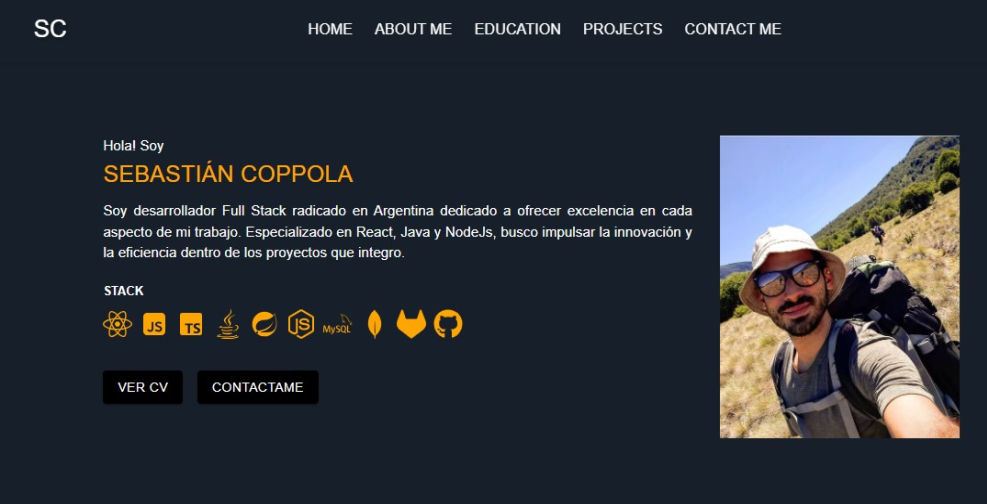 SC
HOME ABOUT ME EDUCATION PROJECTS CONTACT ME
Hola! Soy
SEBASTIÁN COPPOLA
Soy desarrollador Full Stack radicado en Argentina dedicado a ofrecer excelencia en cada
aspecto de mi trabajo. Especializado en React, Java y NodeJs, busco impulsar la innovación y
la eficiencia dentro de los proyectos que integro.
STACK
JS TS JS MySQL
VER CV CONTACTAME